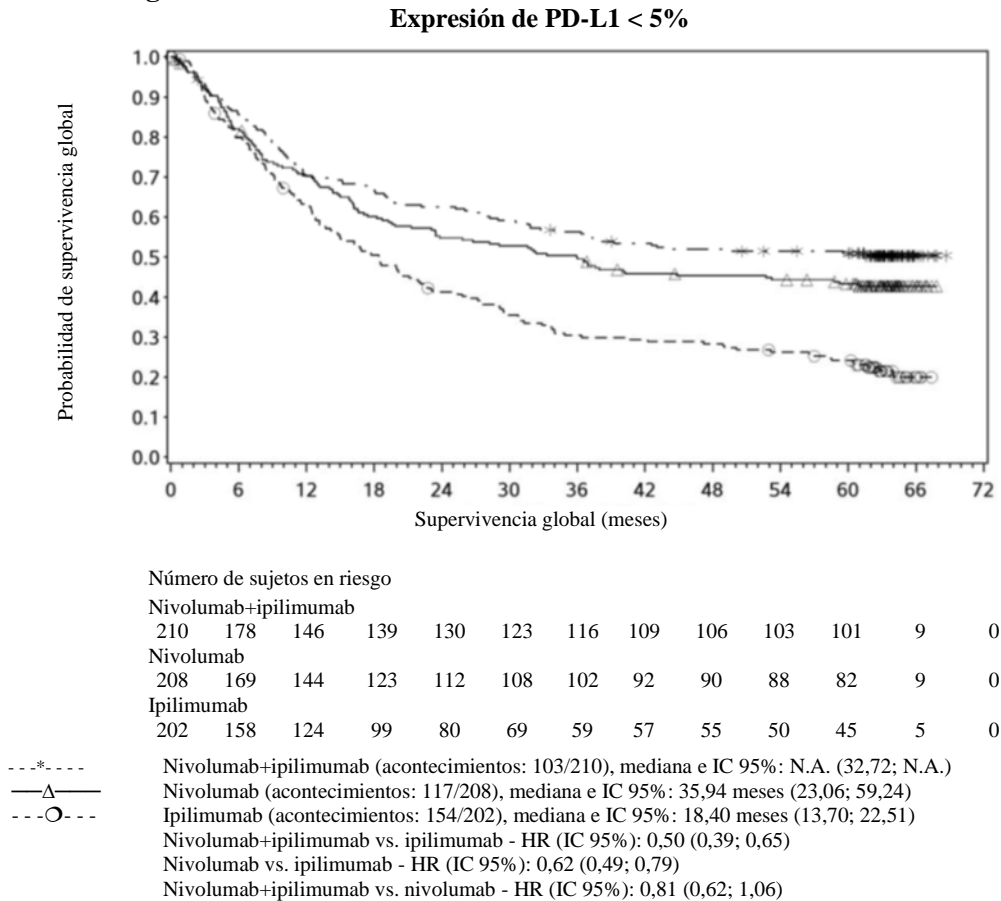 Expresión de PD-L1 < 5%
Probabilidad de supervivencia global
1.0
0.9
0.8
0.7
0.6
0.5
0.4
0.3
0.2
0.1
0.0
0 6 12 18 24 30 36 42 48 54 60 66 72
Supervivencia global (meses)
Número de sujetos en riesgo
Nivolumab+ipilimumab
210 178 146 139 130 123 116 109 106 103 101 9 0
Nivolumab
208 169 144 123 112 108 102 92 90 88 82 9 0
Ipilimumab
202 158 124 99 80 69 59 57 55 50 45 5 0
- - -*- - - - Nivolumab+ipilimumab (acontecimientos: 103/210), mediana e IC 95%: N.A. (32,72; N.A.)
——Δ—— Nivolumab (acontecimientos: 117/208), mediana e IC 95%: 35,94 meses (23,06; 59,24)
- - -❍- - - Ipilimumab (acontecimientos: 154/202), mediana e IC 95%: 18,40 meses (13,70; 22,51)
Nivolumab+ipilimumab vs. ipilimumab - HR (IC 95%): 0,50 (0,39; 0,65)
Nivolumab vs. ipilimumab - HR (IC 95%): 0,62 (0,49; 0,79)
Nivolumab+ipilimumab vs. nivolumab - HR (IC 95%): 0,81 (0,62; 1,06)